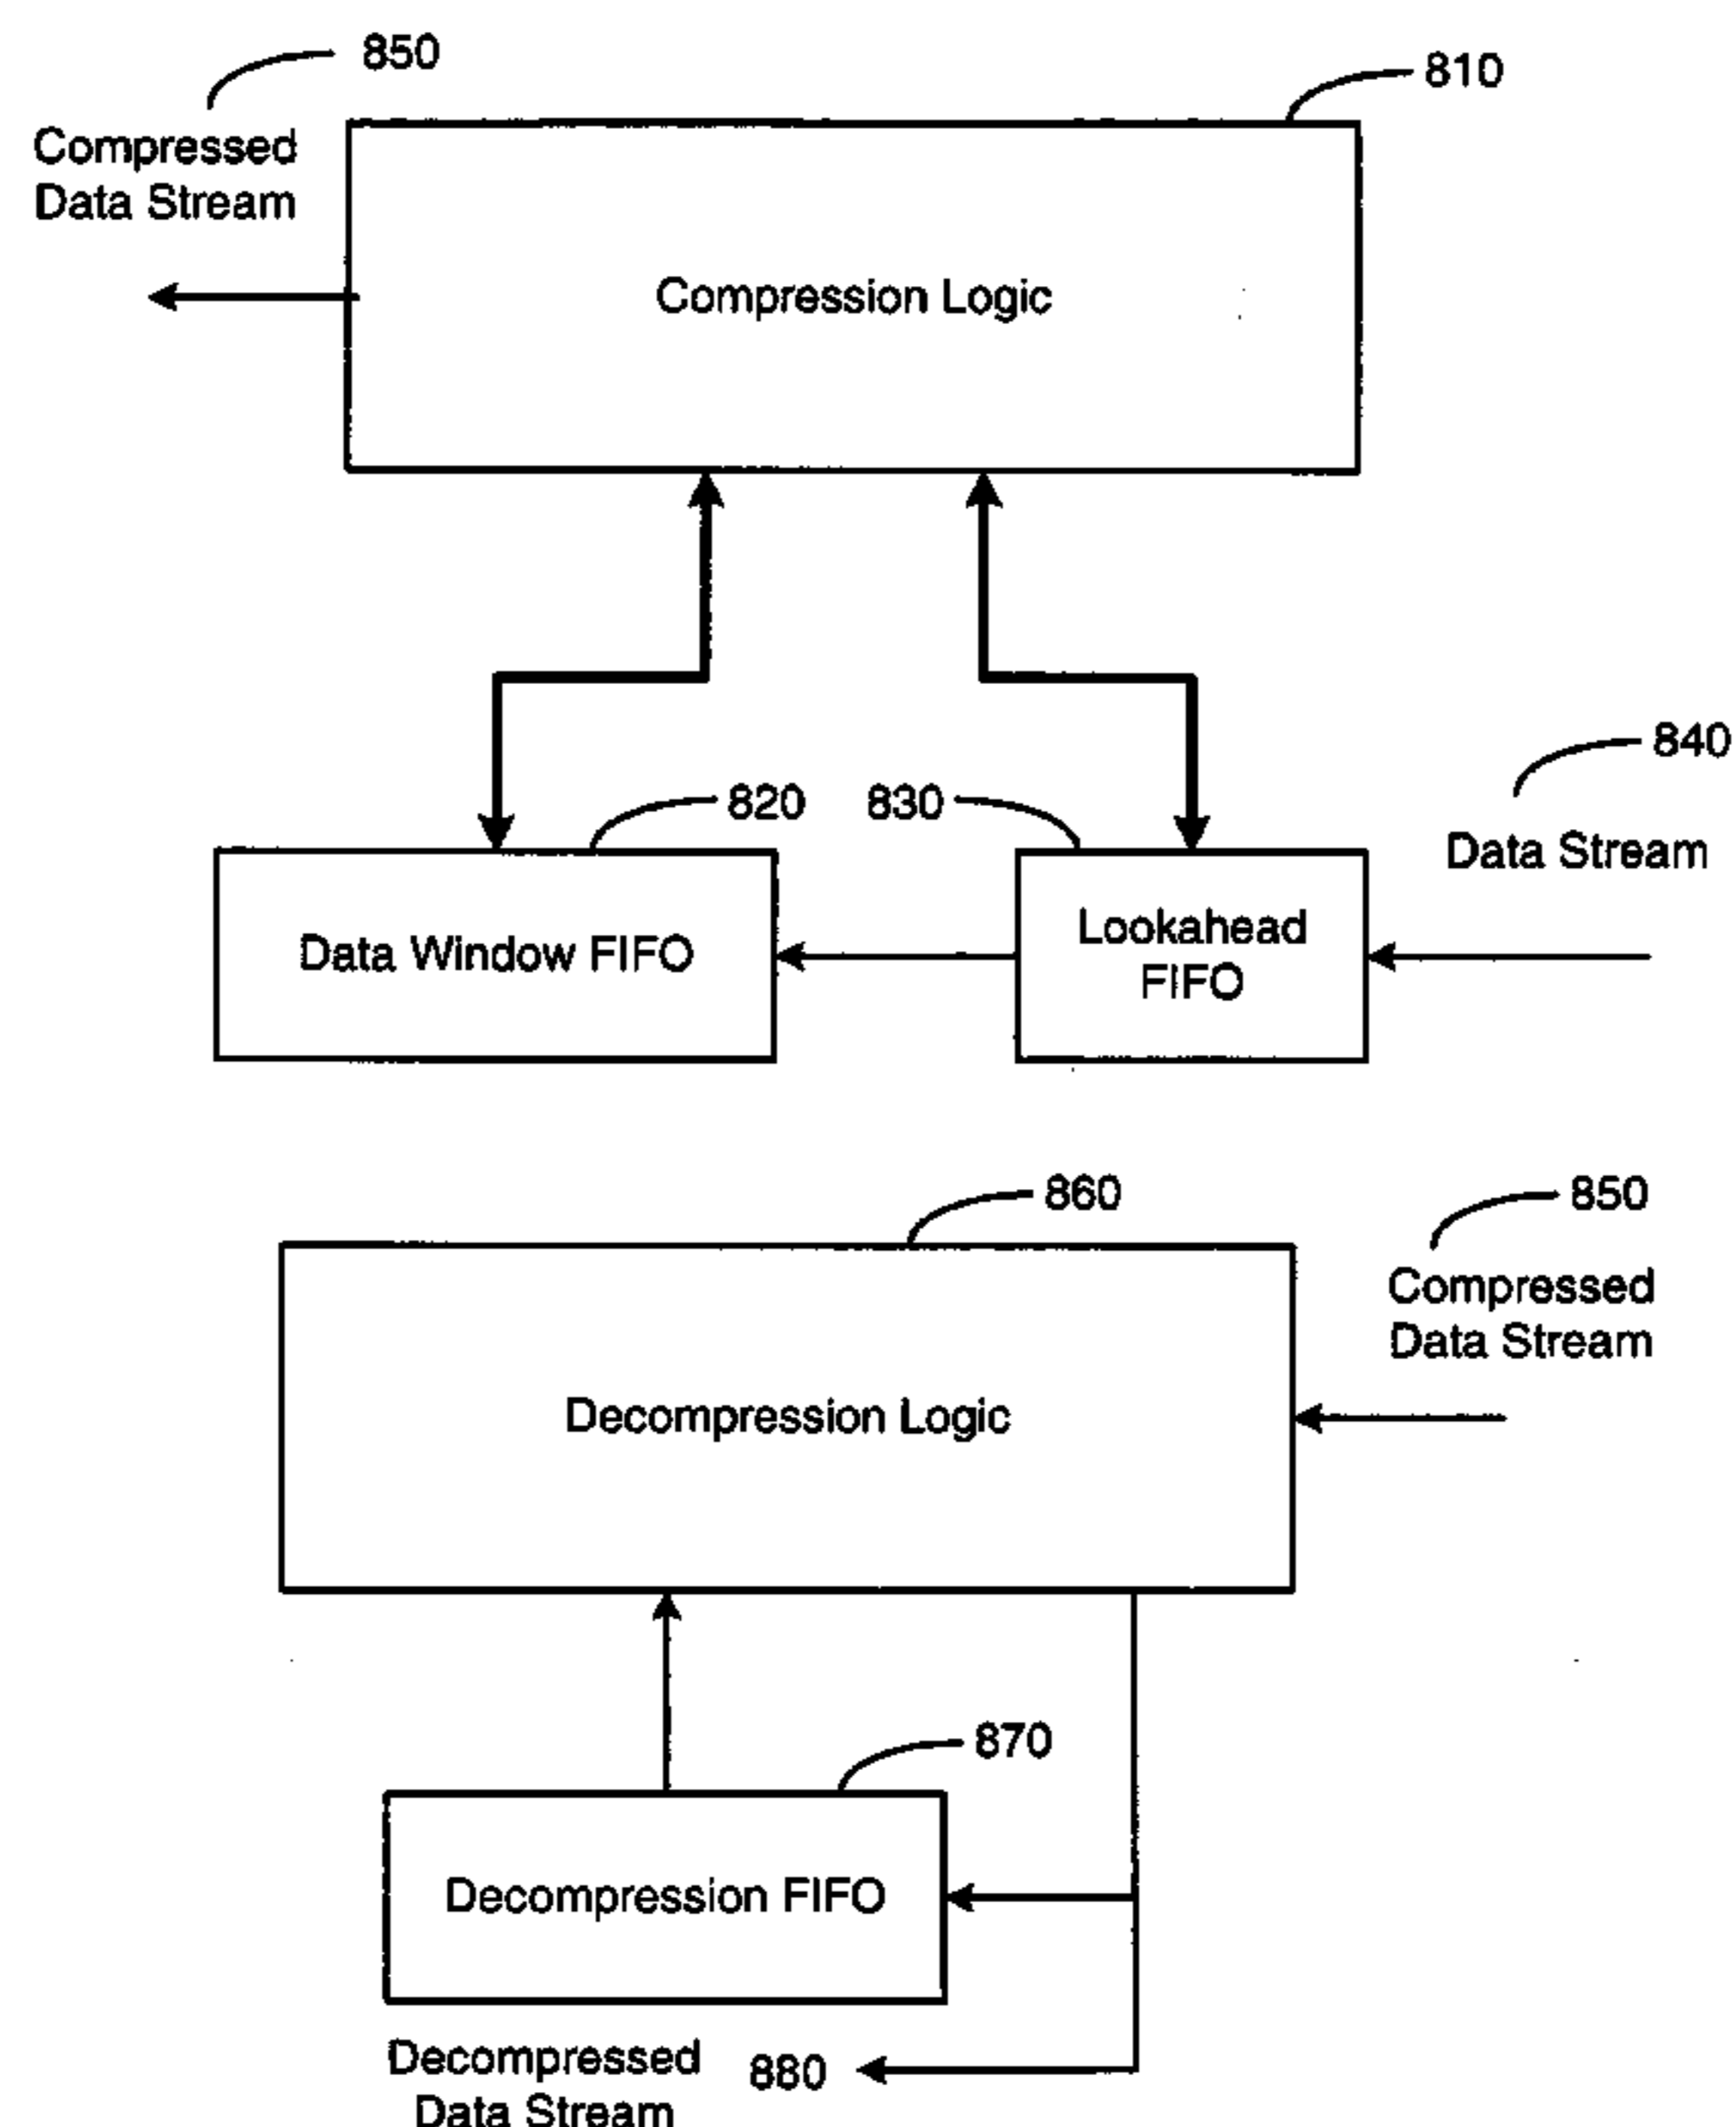 850
810
Compressed
Data Stream
Compression Logic
840
820
830
Data Stream
Data Window FIFO
Lookahead
FIFO
860
850
Compressed
Data Stream
Decompression Logic
870
Decompression FIFO
Decompressed
Data Stream
880